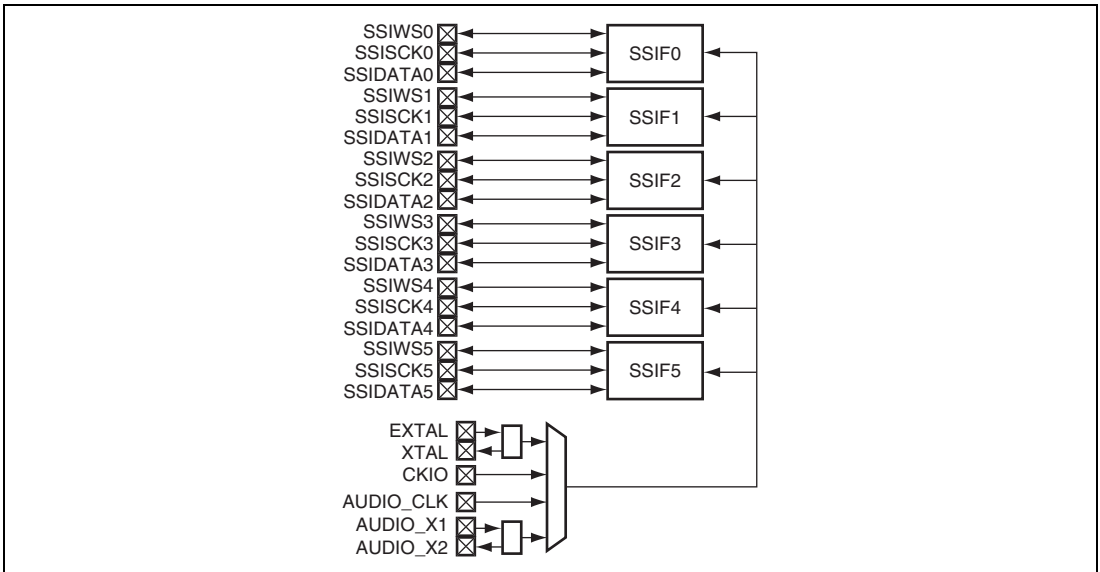 SSIWS0
SSISCK0
SSIDATA0
SSIF0
SSIWS1
SSISCK1
SSIDATA1
SSIF1
SSIWS2
SSISCK2
SSIDATA2
SSIF2
SSIWS3
SSISCK3
SSIDATA3
SSIF3
SSIWS4
SSISCK4
SSIDATA4
SSIF4
SSIWS5
SSISCK5
SSIDATA5
SSIF5
EXTAL
XTAL
CKIO
AUDIO_CLK
AUDIO_X1
AUDIO_X2